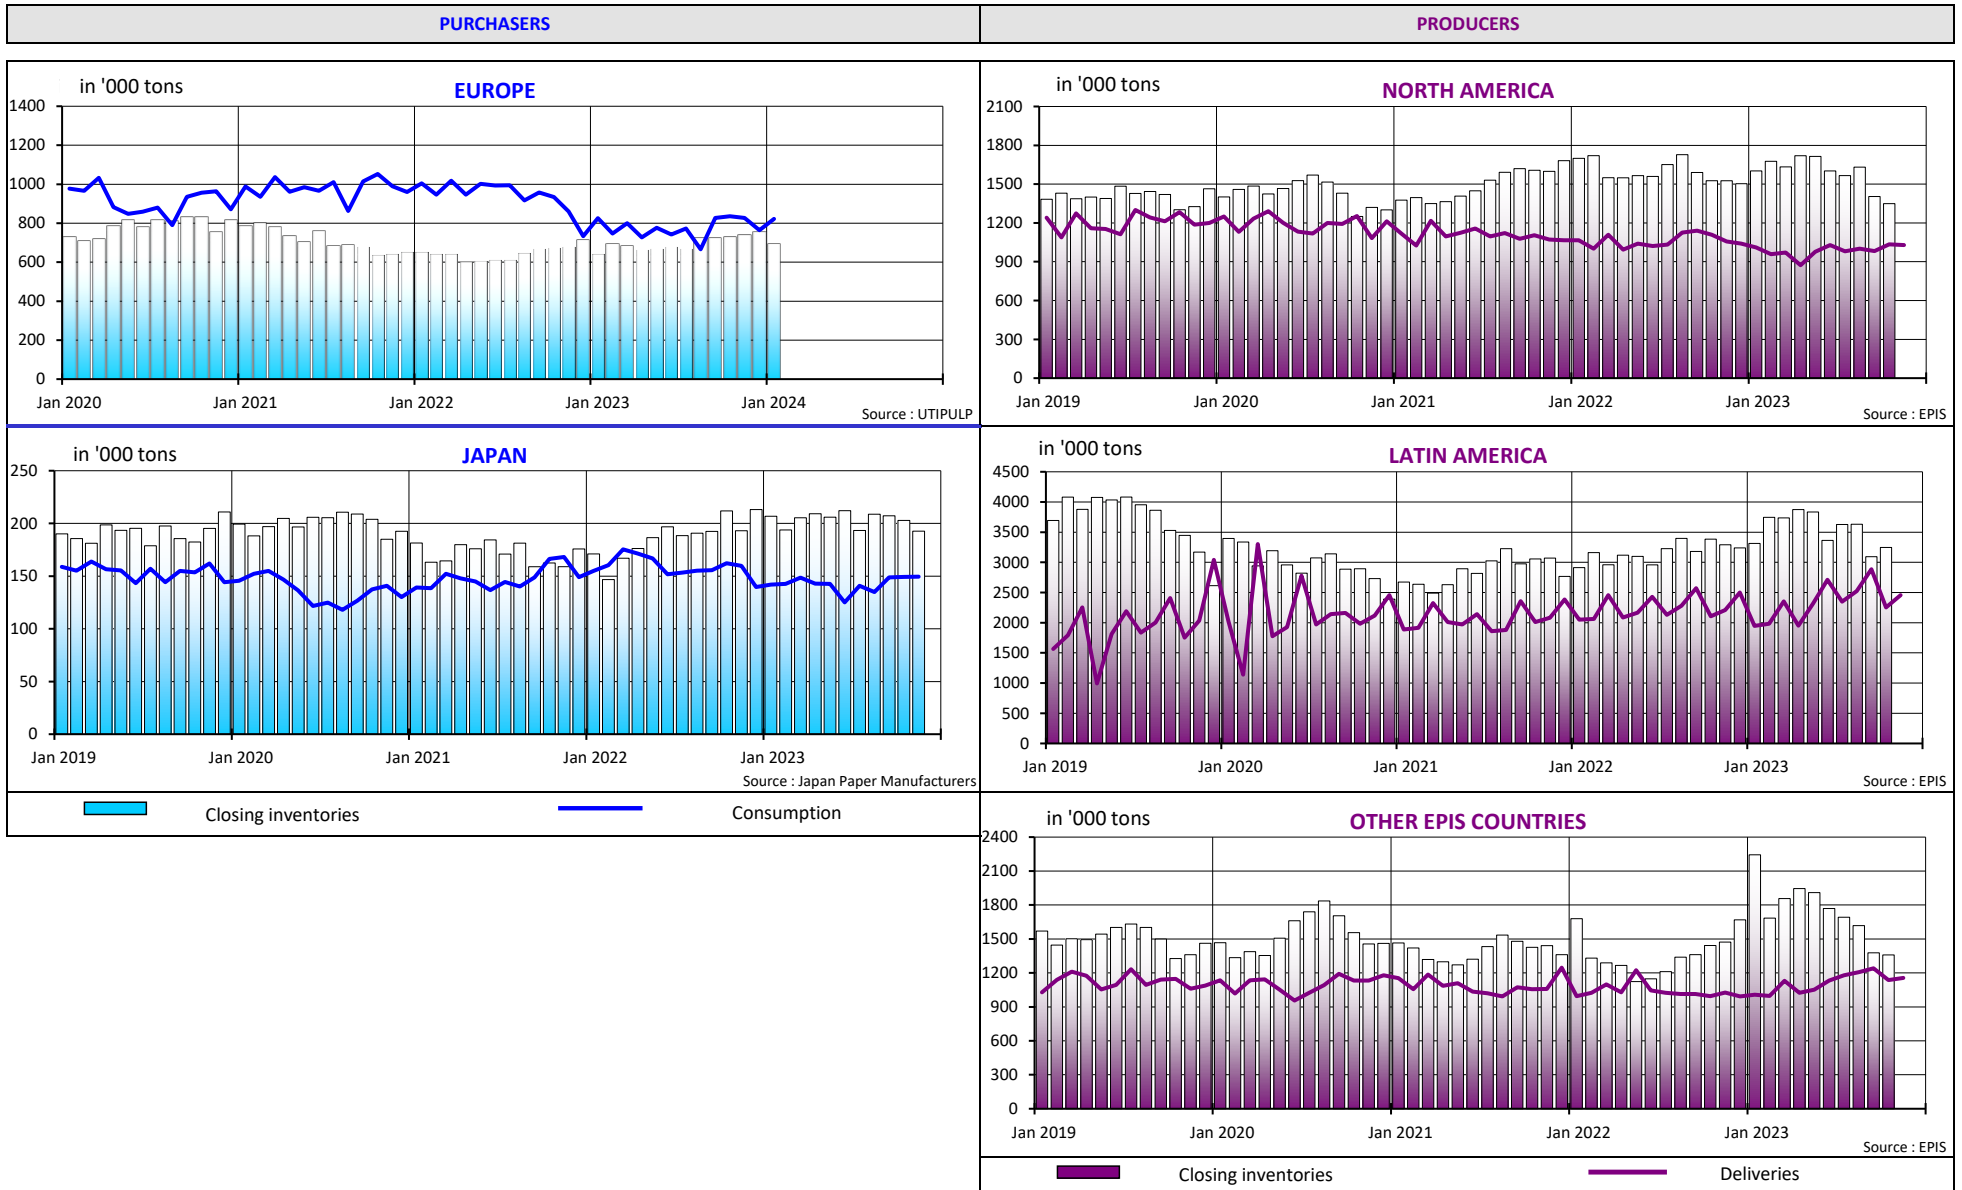 PURCHASERS
PRODUCERS
in '000 tons
EUROPE
1400
1200
1000
800
600
400
200
0
Jan 2020
Jan 2021
Jan 2022
Jan 2023
Jan 2024
Source : UTIPULP
in '000 tons
JAPAN
250
200
150
100
50
0
Jan 2019
Jan 2020
Jan 2021
Jan 2022
Jan 2023
Source : Japan Paper Manufacturers
Closing inventories
Consumption
in '000 tons
NORTH AMERICA
2100
1800
1500
1200
900
600
300
0
Jan 2019
Jan 2020
Jan 2021
Jan 2022
Jan 2023
Source : EPIS
in '000 tons
LATIN AMERICA
4500
4000
3500
3000
2500
2000
1500
1000
500
0
Jan 2019
Jan 2020
Jan 2021
Jan 2022
Jan 2023
Source : EPIS
in '000 tons
OTHER EPIS COUNTRIES
2400
2100
1800
1500
1200
900
600
300
0
Jan 2019
Jan 2020
Jan 2021
Jan 2022
Jan 2023
Source : EPIS
Closing inventories
Deliveries